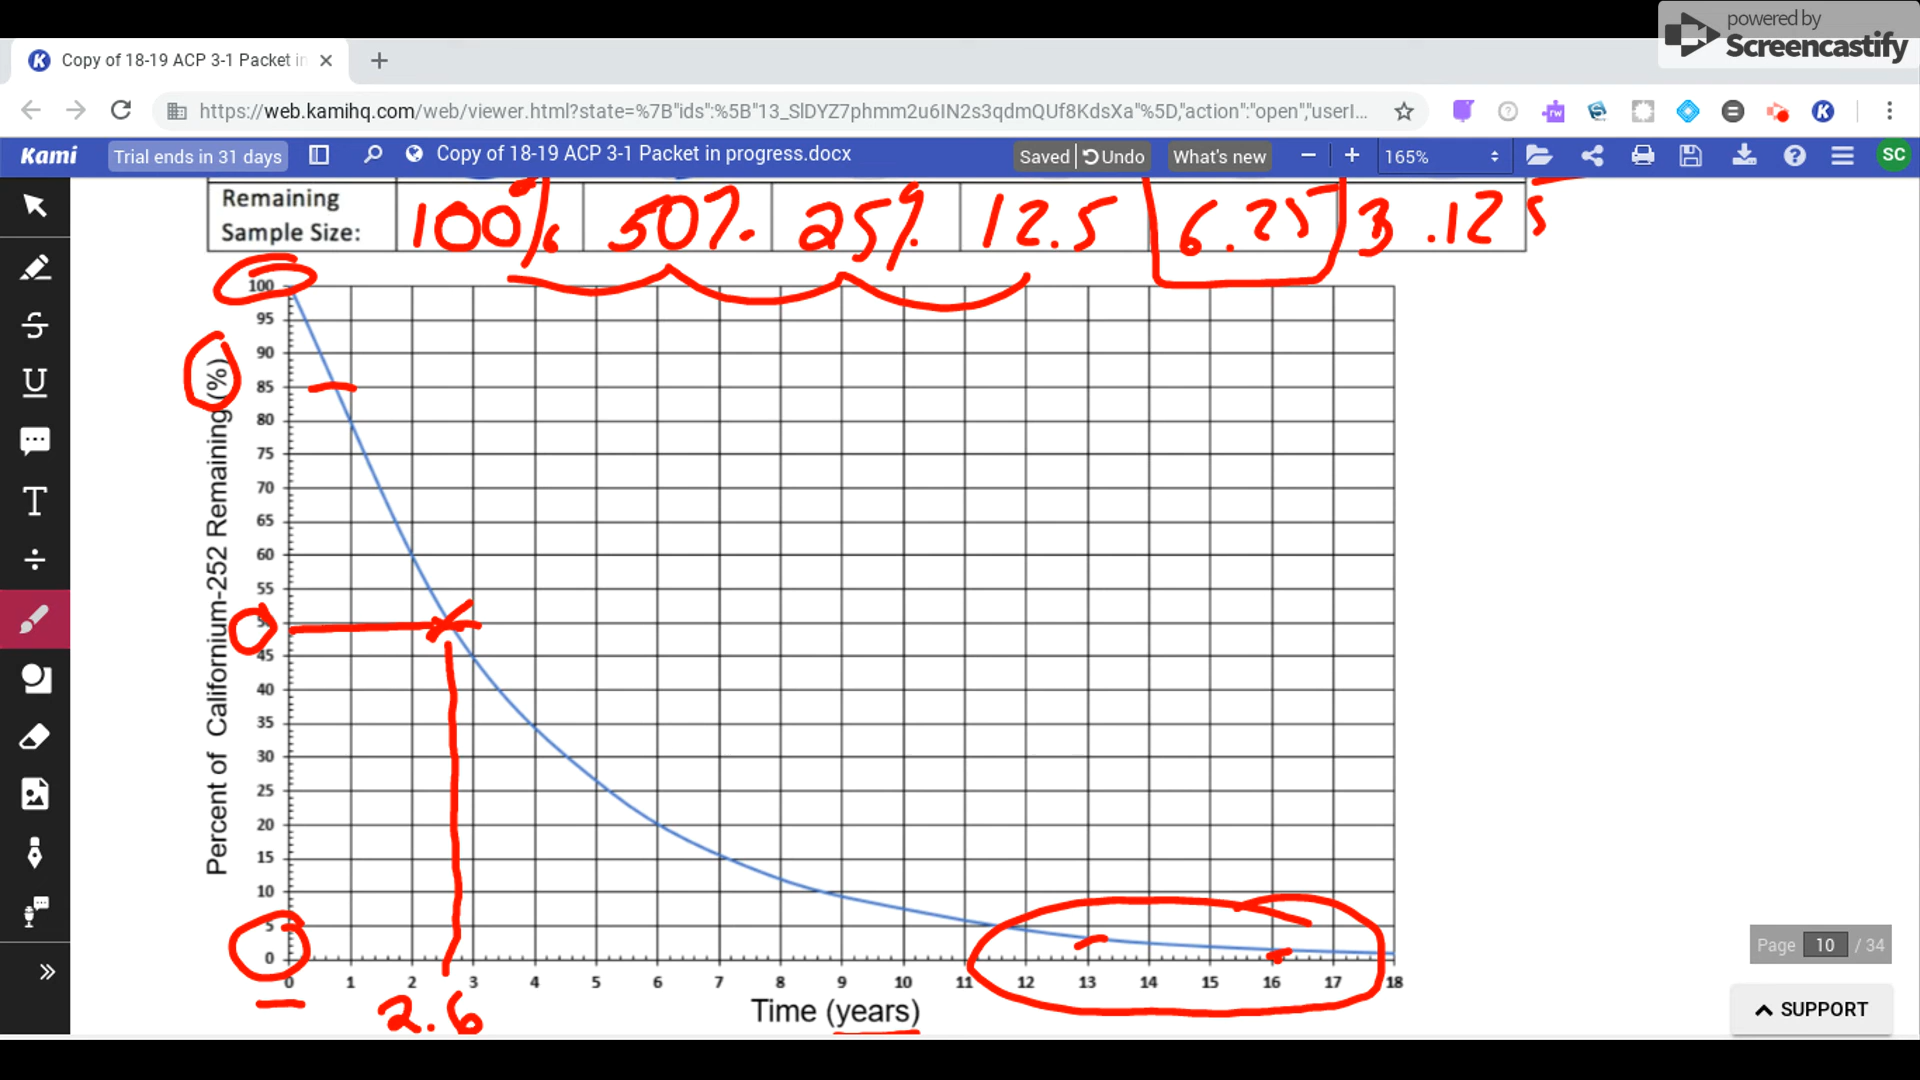 powered by
Screencastify
Copy of 18-19 ACP 3-1 Packet in
https://web.kamihq.com/web/viewer.html?state=%7B"ids":%5B"13_SlDYZ7phmm2u6IN2s3qdmQUf8KdsXa"%5D,"action":"open","userI...
Kami
Trial ends in 31 days
Copy of 18-19 ACP 3-1 Packet in progress.docx
Saved
Undo
What's new
165%
SC
Remaining
Sample Size:
100% 50% 25% 12.5 6.25 3.125
Percent of Californium-252 Remaining (%)
100
95
90
85
80
75
70
65
60
55
45
40
35
30
25
20
15
10
5
0
0 1 2 3 4 5 6 7 8 9 10 11 12 13 14 15 16 17 18
2.6
Time (years)
Page 10 / 34
SUPPORT